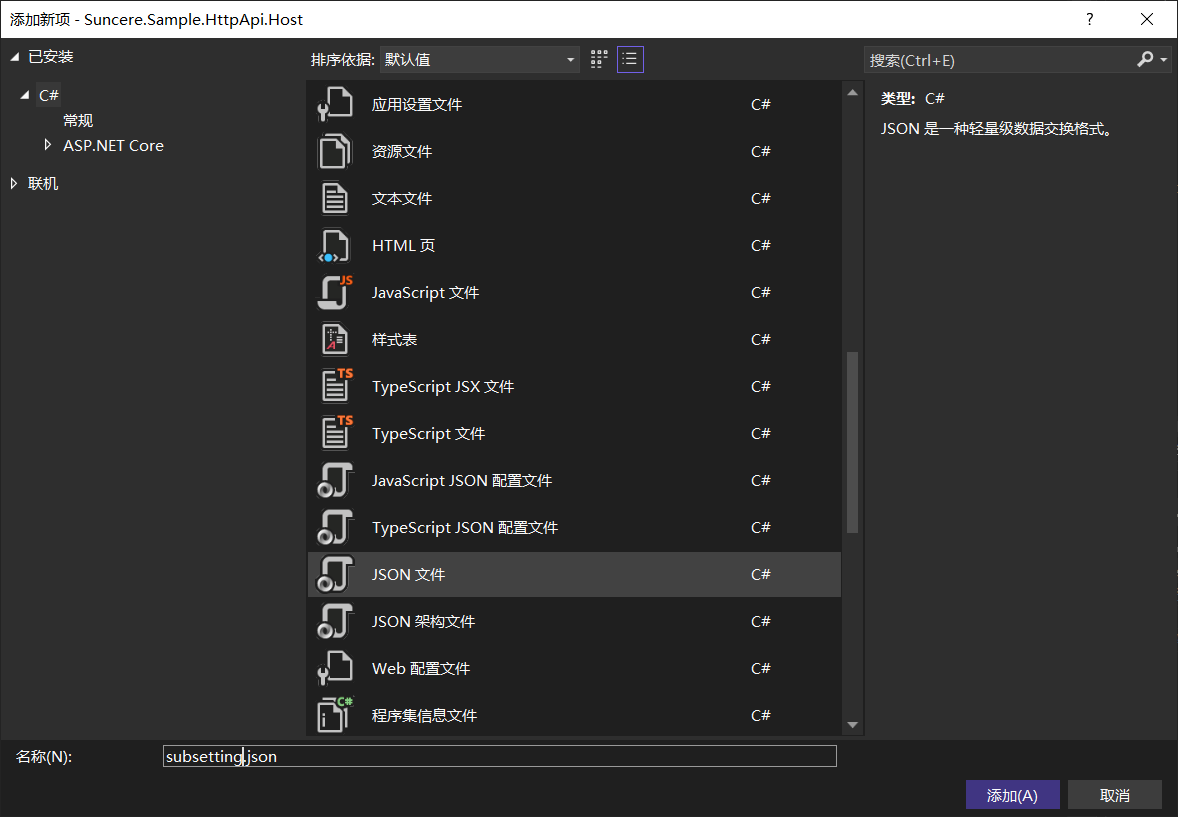 添加新项 - Suncere.Sample.HttpApi.Host
?
已安装
C#
常规
ASP.NET Core
联机
排序依据: 默认值
应用设置文件 C#
资源文件 C#
文本文件 C#
HTML 页 C#
JS
JavaScript 文件 C#
样式表 C#
TS
TypeScript JSX 文件 C#
TS
TypeScript 文件 C#
JavaScript JSON 配置文件 C#
TypeScript JSON 配置文件 C#
JSON 文件 C#
JSON 架构文件 C#
Web 配置文件 C#
C#
程序集信息文件 C#
搜索(Ctrl+E)
类型: C#
JSON 是一种轻量级数据交换格式。
名称(N): subsetting.json
添加(A) 取消